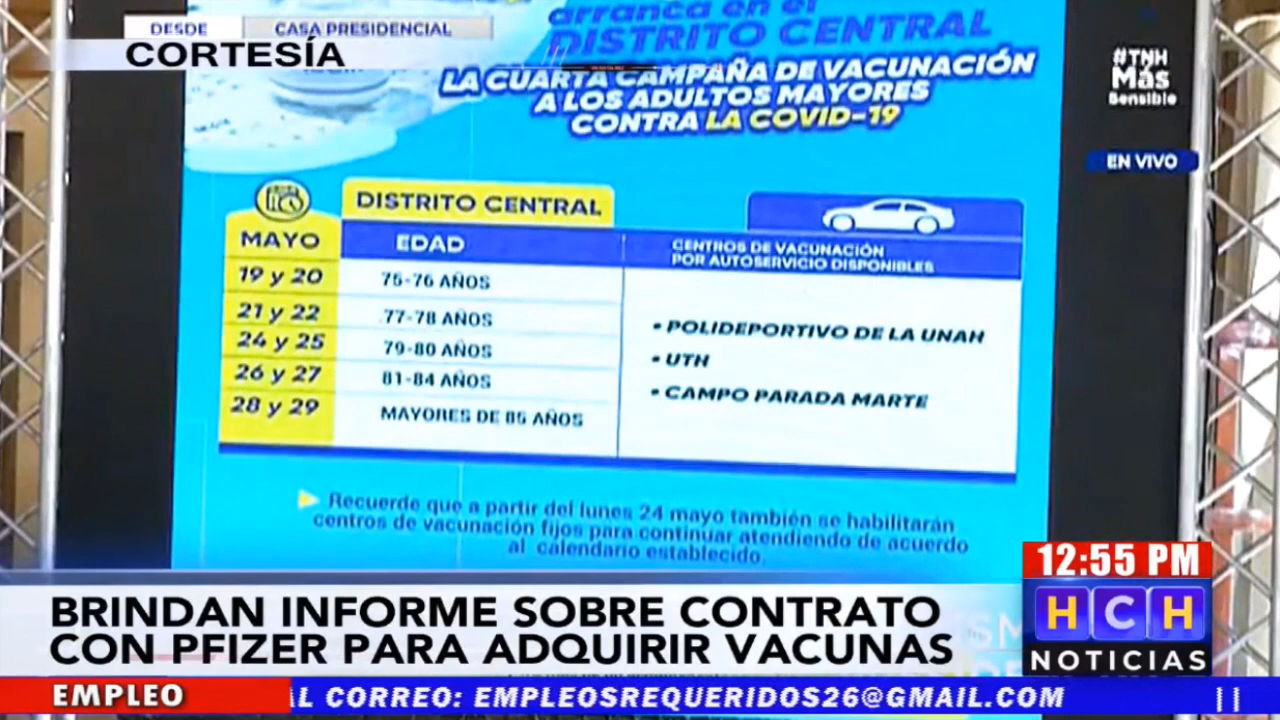 DESDE CASA PRESIDENCIAL
CORTESÍA
arranca en el
DISTRITO CENTRAL
LA CUARTA CAMPAÑA DE VACUNACIÓN
A LOS ADULTOS MAYORES
CONTRA LA COVID-19
#TNH
Más
Sensible
EN VIVO
DISTRITO CENTRAL
MAYO EDAD CENTROS DE VACUNACIÓN
POR AUTOSERVICIO DISPONIBLES
19 y 20 75-76 AÑOS
21 y 22 77-78 AÑOS
24 y 25 79-80 AÑOS
26 y 27 81-84 AÑOS
28 y 29 MAYORES DE 85 AÑOS
• POLIDEPORTIVO DE LA UNAH
• UTH
• CAMPO PARADA MARTE
Recuerde que a partir del lunes 24 mayo también se habilitarán
centros de vacunación fijos para continuar atendiendo de acuerdo
al calendario establecido.
12:55 PM
BRINDAN INFORME SOBRE CONTRATO
CON PFIZER PARA ADQUIRIR VACUNAS
HCH
NOTICIAS
EMPLEO AL CORREO: EMPLEOSREQUERIDOS26@GMAIL.COM